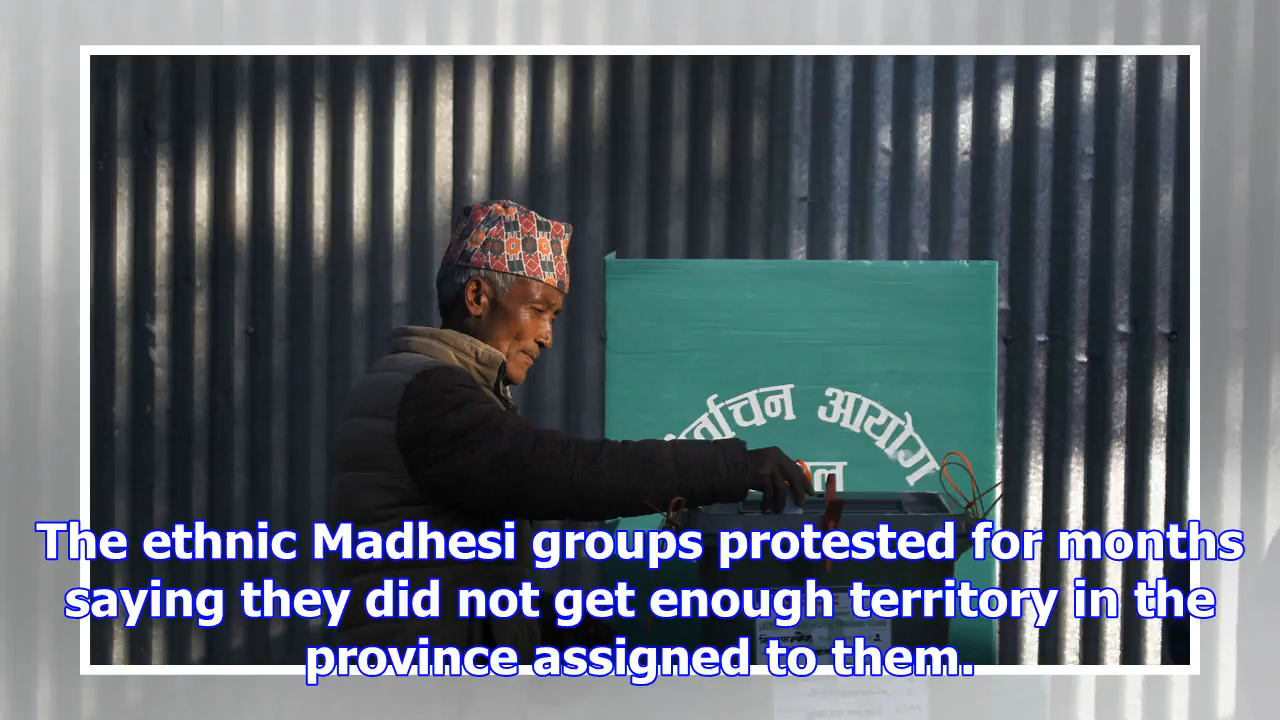 आयोग
The ethnic Madhesi groups protested for months
saying they did not get enough territory in the
province assigned to them.